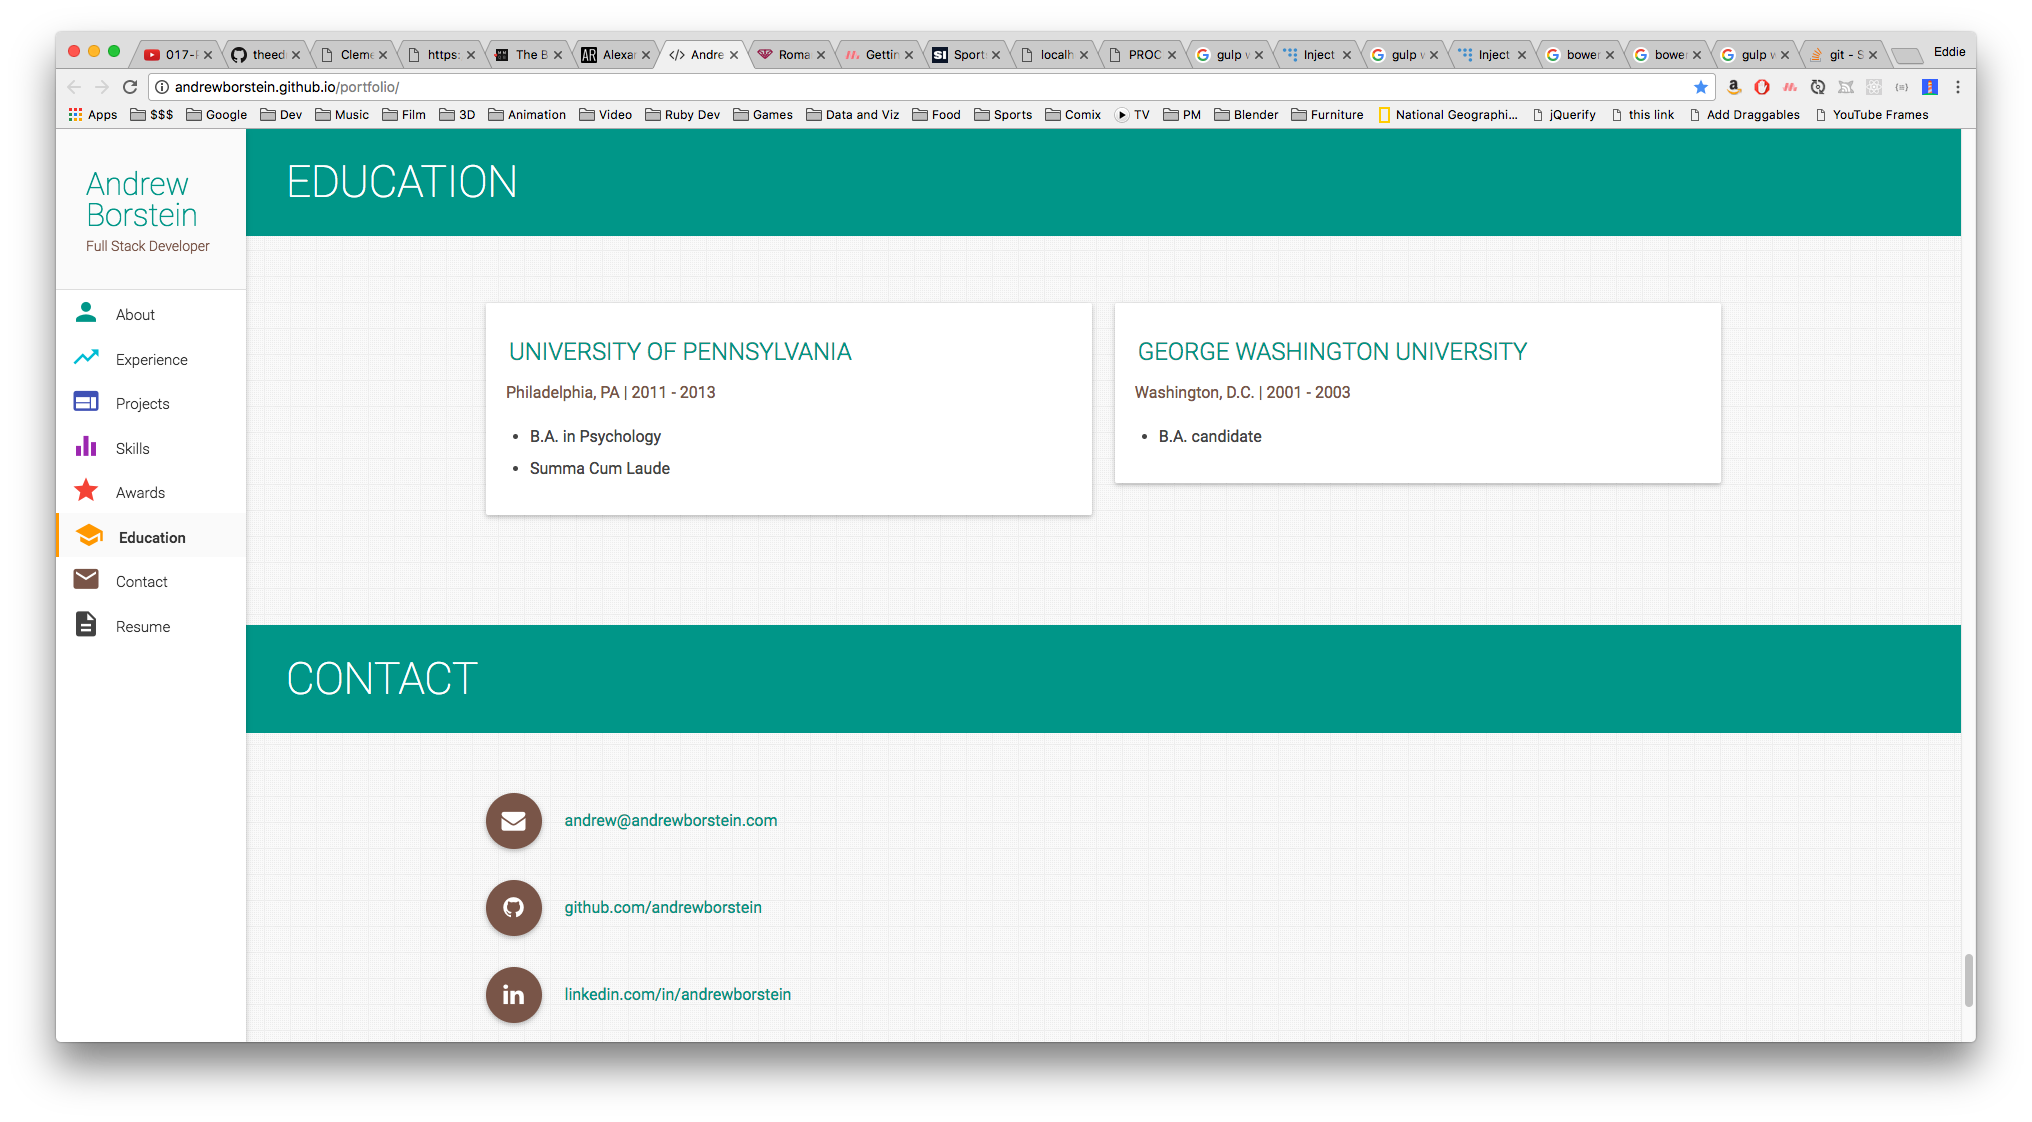 017-F
theed
Cleme
https:
The B
Alexar
Andre
Roma
Gettin
Sport
localh
PROC
gulp w
Inject
gulp w
Inject
bower
bower
gulp w
git - S
Eddie
andrewborstein.github.io/portfolio/
Apps $$$ Google Dev Music Film 3D Animation Video Ruby Dev Games Data and Viz Food Sports Comix TV PM Blender Furniture National Geographi... jQuerify this link Add Draggables YouTube Frames
Andrew
Borstein
Full Stack Developer
About
Experience
Projects
Skills
Awards
Education
Contact
Resume
EDUCATION
UNIVERSITY OF PENNSYLVANIA
Philadelphia, PA | 2011 - 2013
• B.A. in Psychology
• Summa Cum Laude
GEORGE WASHINGTON UNIVERSITY
Washington, D.C. | 2001 - 2003
• B.A. candidate
CONTACT
andrew@andrewborstein.com
github.com/andrewborstein
linkedin.com/in/andrewborstein